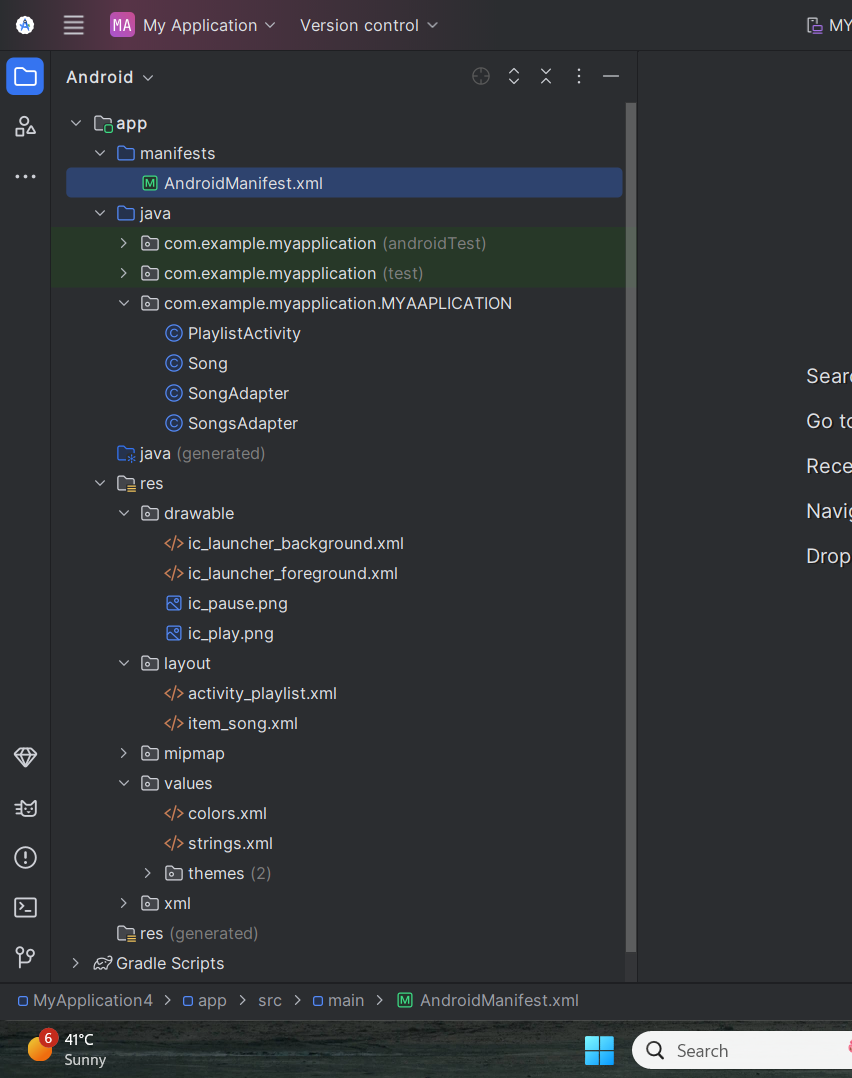 MA My Application Version control MY
Android
app
manifests
M AndroidManifest.xml
java
com.example.myapplication (androidTest)
com.example.myapplication (test)
com.example.myapplication.MYAAPLICATION
C PlaylistActivity
C Song
C SongAdapter
C SongsAdapter
java (generated)
res
drawable
</> ic_launcher_background.xml
</> ic_launcher_foreground.xml
ic_pause.png
ic_play.png
layout
</> activity_playlist.xml
</> item_song.xml
mipmap
values
</> colors.xml
</> strings.xml
themes (2)
xml
res (generated)
Gradle Scripts
Sear
Go to
Rece
Navig
Drop
MyApplication4 > app > src > main > M AndroidManifest.xml
6 41°C
Sunny
Search